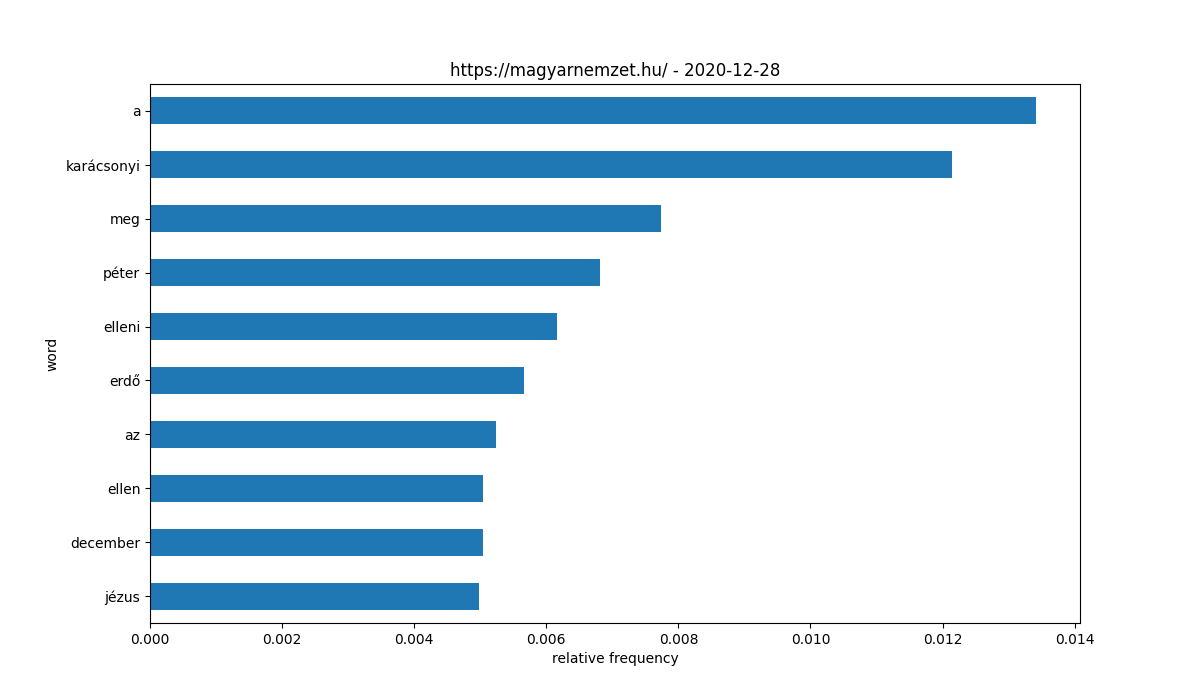 https://magyarnemzet.hu/ - 2020-12-28
a
karácsonyi
meg
péter
elleni
erdő
az
ellen
december
jézus
word
0.000 0.002 0.004 0.006 0.008 0.010 0.012 0.014
relative frequency